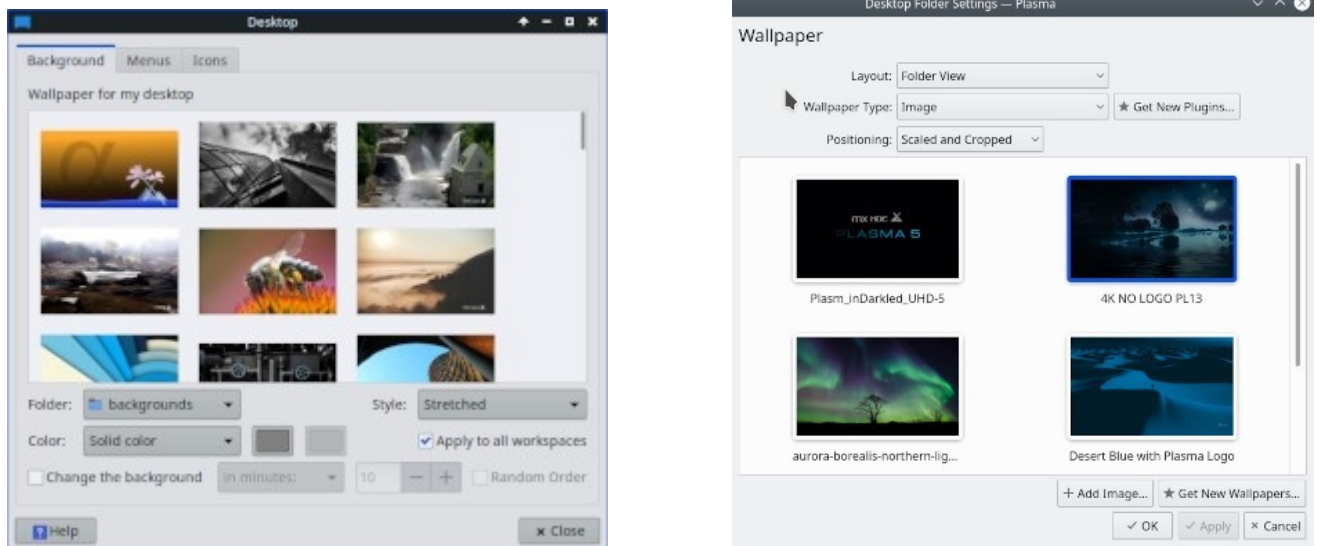 Desktop
Background Menus Icons
Wallpaper for my desktop
α
Folder: backgrounds
Style: Stretched
Color: Solid color
Apply to all workspaces
Change the background in minutes: 10 Random Order
Help
Close
Desktop Folder Settings — Plasma
Wallpaper
Layout: Folder View
Wallpaper Type: Image
Get New Plugins...
Positioning: Scaled and Cropped
MX KDE
PLASMA 5
Plasm_inDarkled_UHD-5
4K NO LOGO PL13
aurora-borealis-northern-lig...
Desert Blue with Plasma Logo
+ Add Image... Get New Wallpapers...
OK Apply Cancel